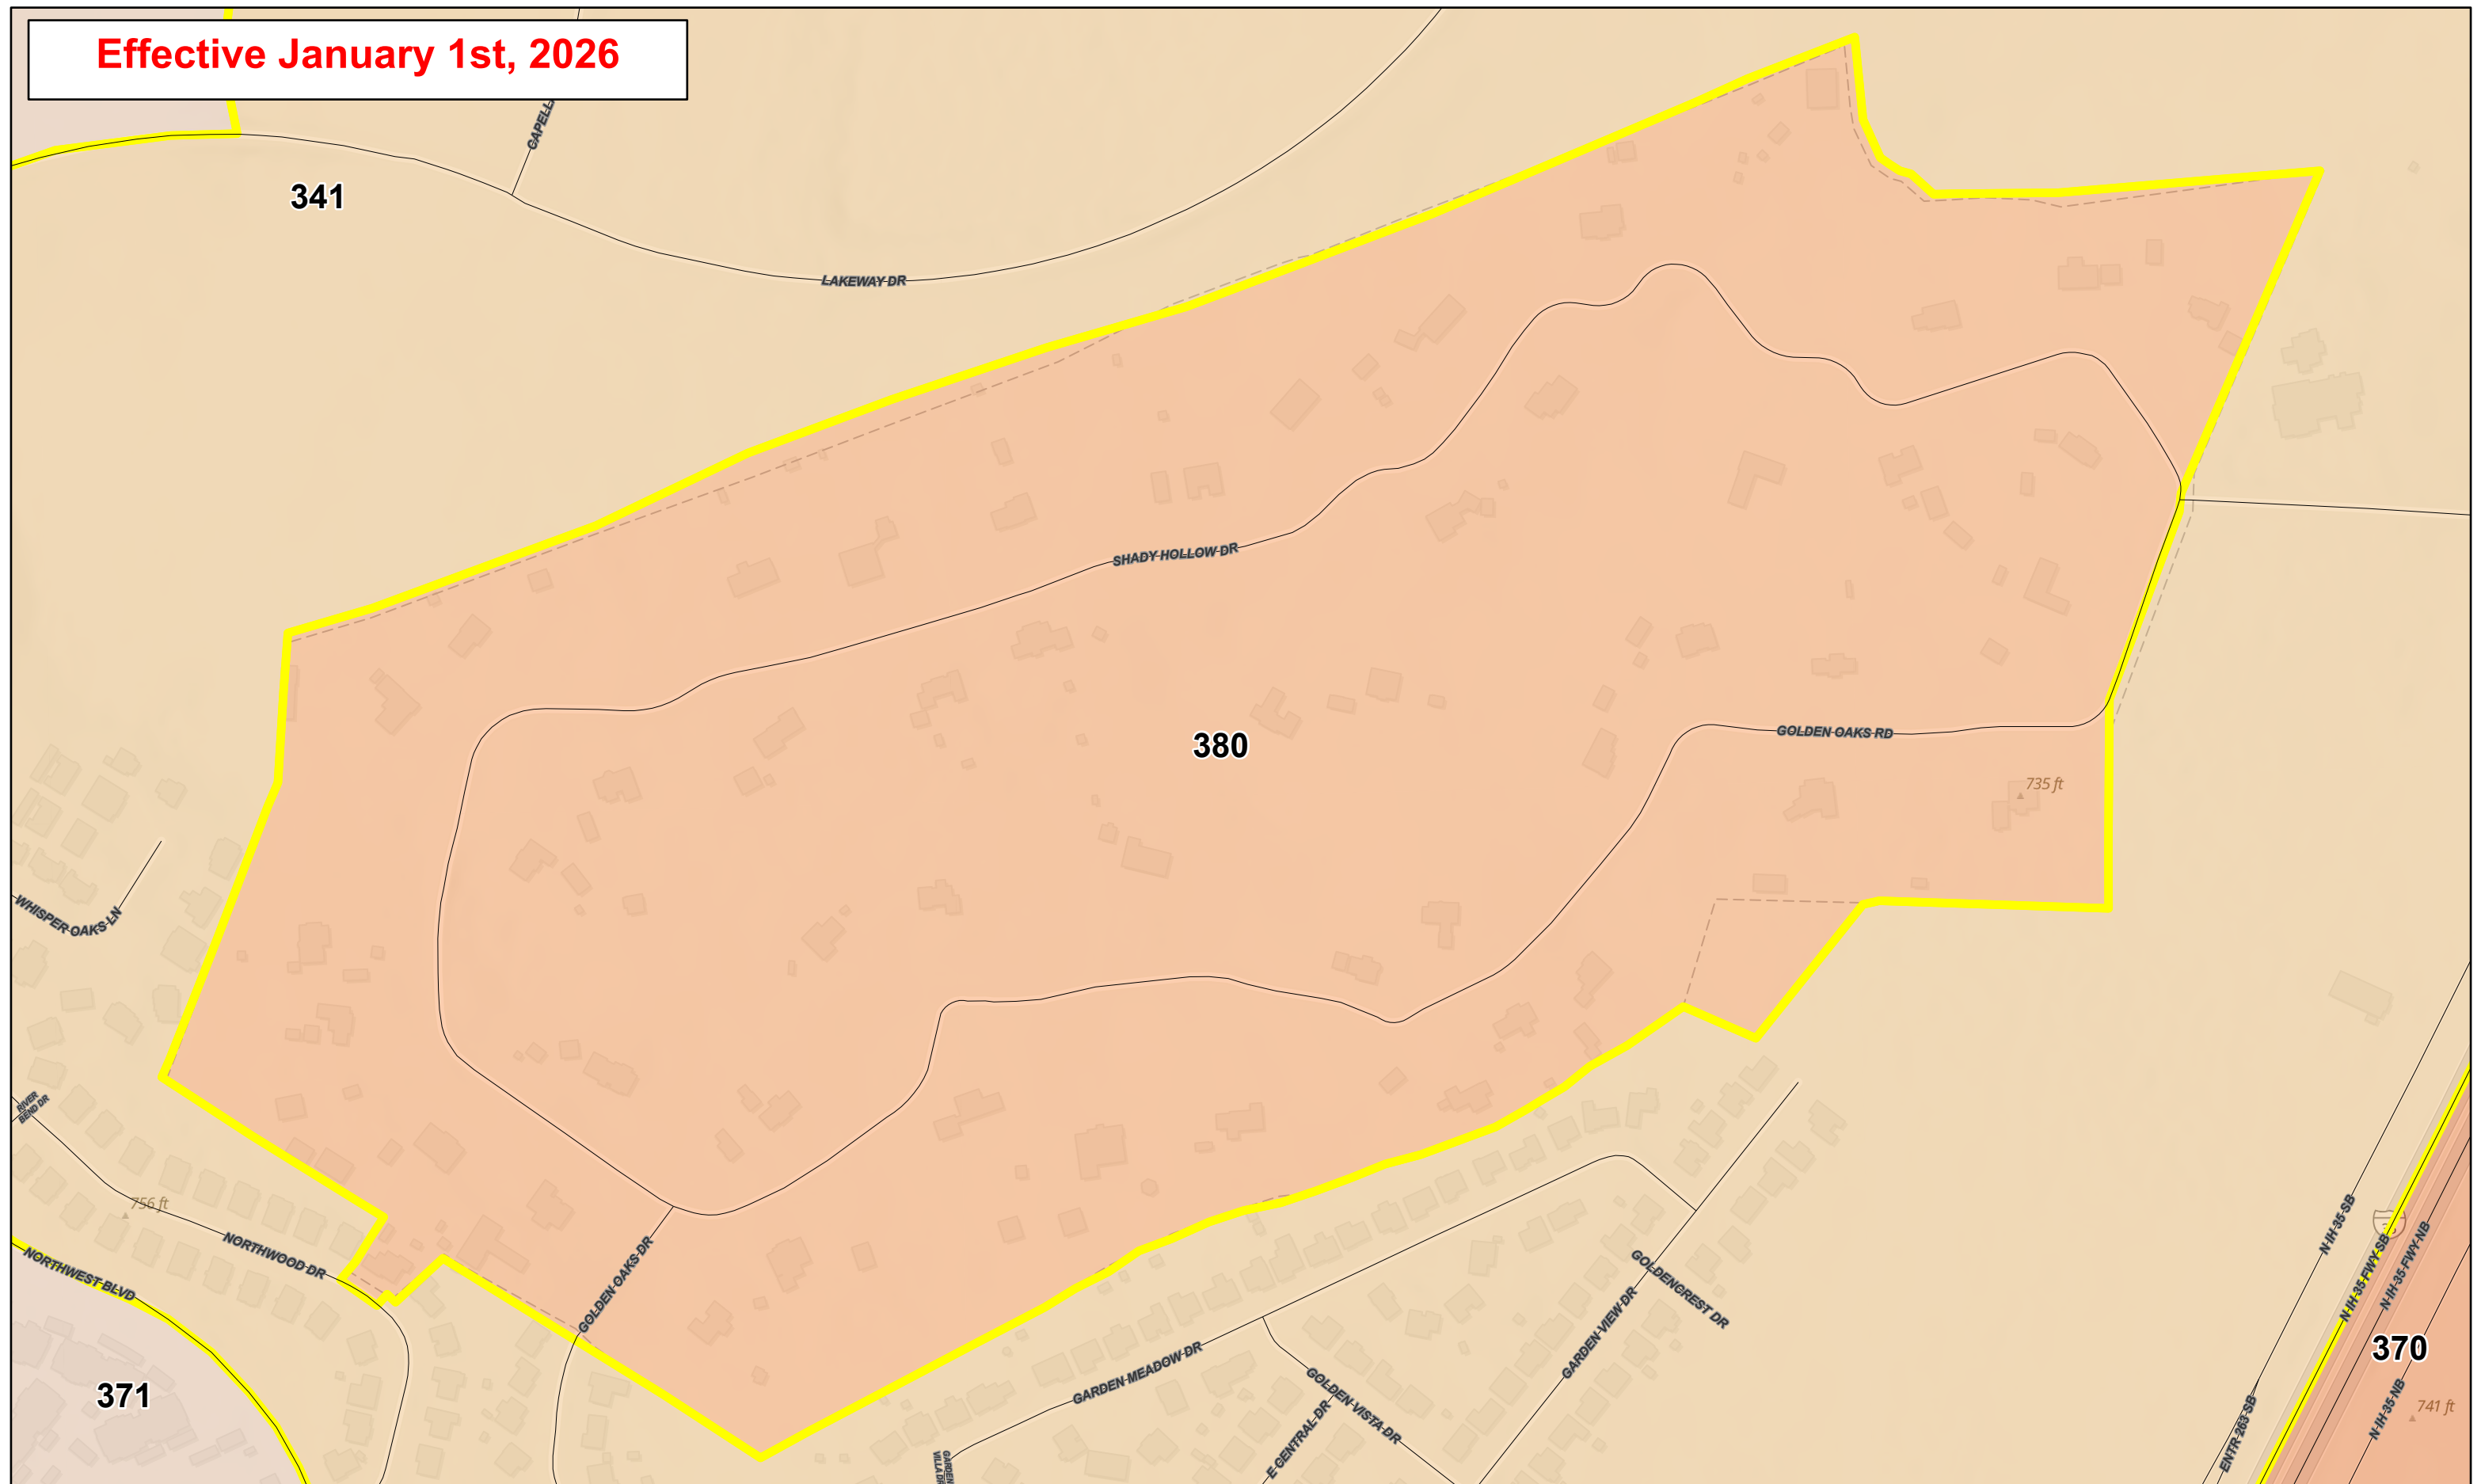 Effective January 1st, 2026
CAPELL
341
LAKEWAY DR
SHADY HOLLOW DR
380
GOLDEN OAKS RD
735 ft
WHISPER OAKS LN
RIVER
BEND DR
756 ft
NORTHWOOD DR
NORTHWEST BLVD
GOLDEN OAKS DR
371
GARDEN MEADOW DR
GARDEN
VILLA DR
GOLDEN VISTA DR
E CENTRAL DR
GARDEN VIEW DR
GOLDENCREST DR
N IH 35 SB
N IH 35 FWY SB
N IH 35 FWY NB
370
N IH 35 NB
741 ft
ENTR 263 SB